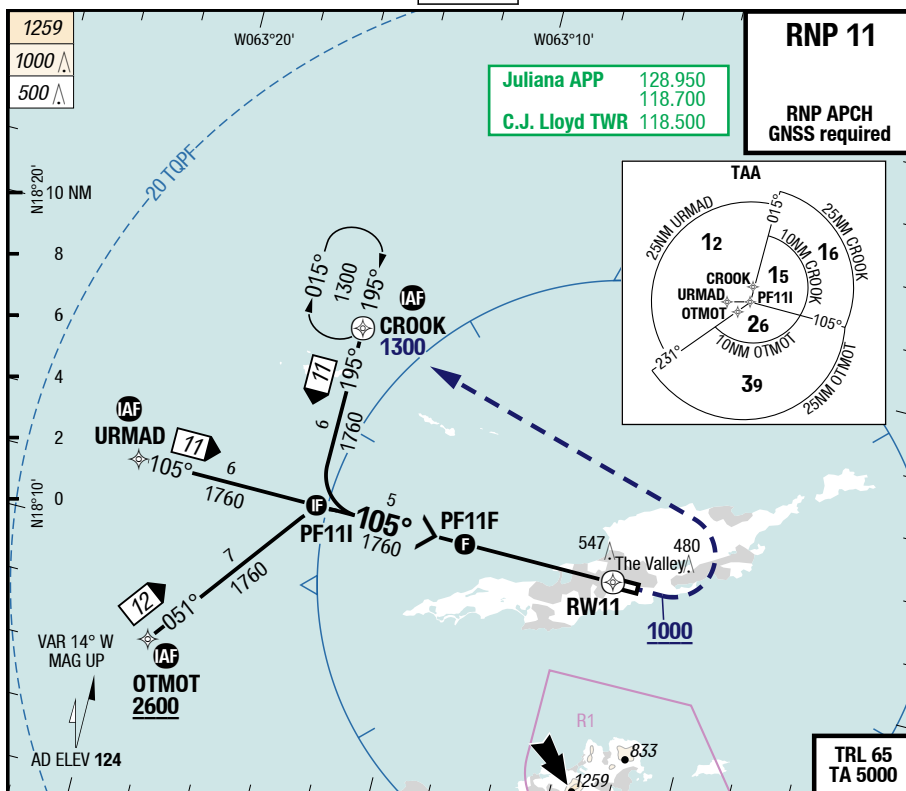 1259
1000
500
W063°20'
W063°10'
RNP 11
RNP APCH
GNSS required
Juliana APP 128.950
118.700
C.J. Lloyd TWR 118.500
20 TQPF
N18°20'
10 NM
8
6
4
2
0
N18°10'
TAA
25NM URMAD
015°
25NM CROOK
12
10NM CROOK
16
15
CROOK
URMAD
PF11I
OTMOT
26
105°
10NM OTMOT
231°
39
25NM OTMOT
015°
1300
195°
IAF
CROOK
1300
195°
11
6
1760
IAF
URMAD
11
105°
6
1760
IF
PF11I
5
105°
1760
PF11F
F
547
480
The Valley
RW11
1000
7
1760
12
051°
IAF
OTMOT
2600
VAR 14° W
MAG UP
AD ELEV 124
R1
833
1259
TRL 65
TA 5000